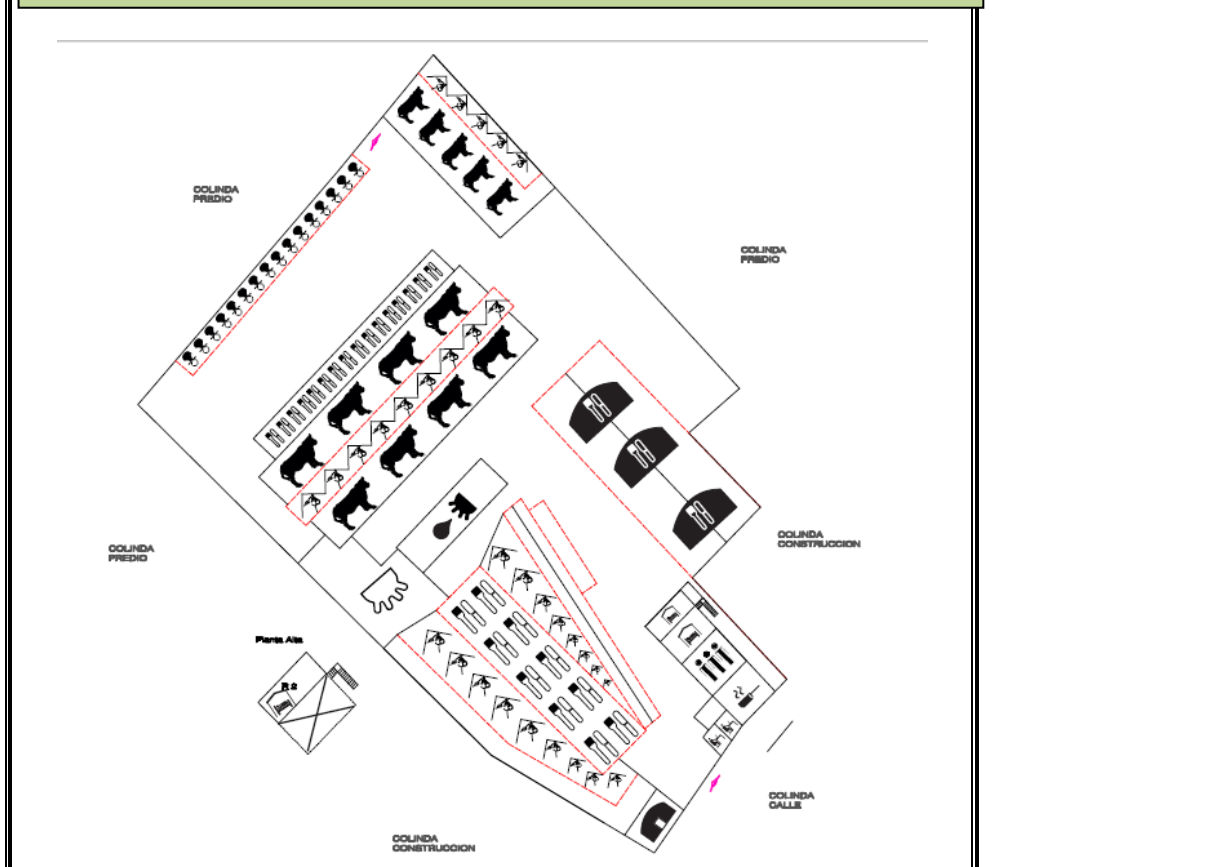 COLINDA
PREDIO
COLINDA
PREDIO
COLINDA
CONSTRUCCION
COLINDA
PREDIO
Planta Alta
R 2
COLINDA
CALLE
COLINDA
CONSTRUCCION